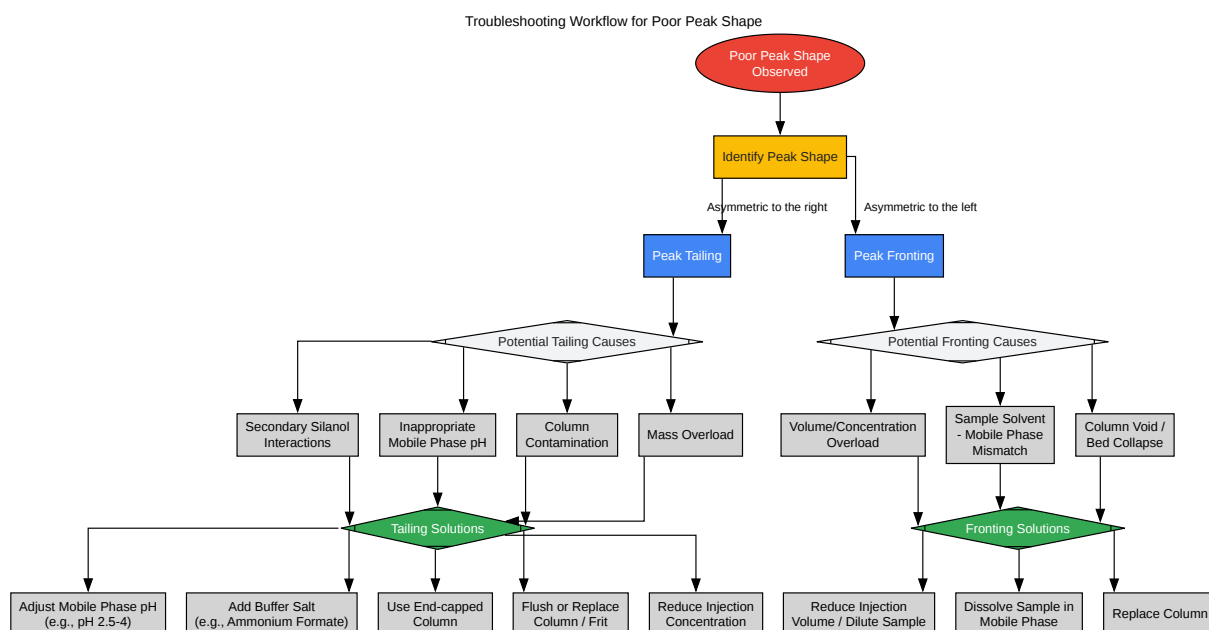 Troubleshooting Workflow for Poor Peak Shape
Poor Peak Shape
Observed
Identify Peak Shape
Asymmetric to the right
Asymmetric to the left
Peak Tailing
Peak Fronting
Potential Tailing Causes
Potential Fronting Causes
Secondary Silanol
Interactions
Inappropriate
Mobile Phase pH
Column
Contamination
Mass Overload
Volume/Concentration
Overload
Sample Solvent
- Mobile Phase
Mismatch
Column Void /
Bed Collapse
Tailing Solutions
Fronting Solutions
Adjust Mobile Phase pH
(e.g., pH 2.5-4)
Add Buffer Salt
(e.g., Ammonium Formate)
Use End-capped
Column
Flush or Replace
Column / Frit
Reduce Injection
Concentration
Reduce Injection
Volume / Dilute Sample
Dissolve Sample in
Mobile Phase
Replace Column